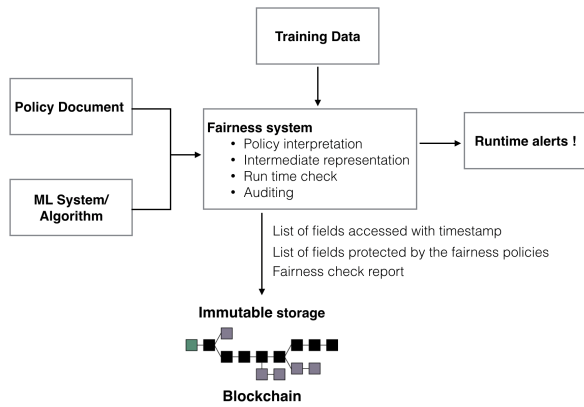 Training Data
Policy Document
ML System/
Algorithm
Fairness system
• Policy interpretation
• Intermediate representation
• Run time check
• Auditing
Runtime alerts !
List of fields accessed with timestamp
List of fields protected by the fairness policies
Fairness check report
Immutable storage
Blockchain